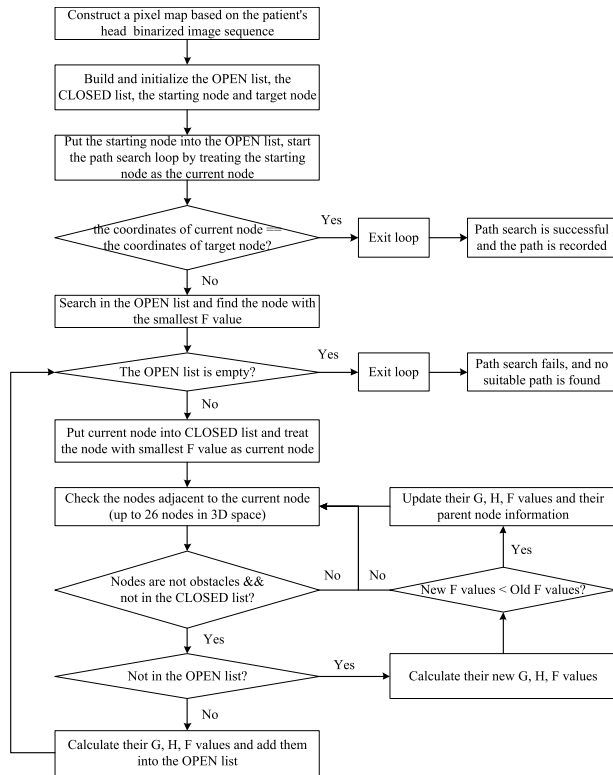 Construct a pixel map based on the patient's
head binarized image sequence
Build and initialize the OPEN list, the
CLOSED list, the starting node and target node
Put the starting node into the OPEN list, start
the path search loop by treating the starting
node as the current node
the coordinates of current node ==
the coordinates of target node?
Yes
Exit loop
Path search is successful
and the path is recorded
No
Search in the OPEN list and find the node with
the smallest F value
The OPEN list is empty?
Yes
Exit loop
Path search fails, and no
suitable path is found
No
Put current node into CLOSED list and treat
the node with smallest F value as current node
Check the nodes adjacent to the current node
(up to 26 nodes in 3D space)
Update their G, H, F values and their
parent node information
Yes
Nodes are not obstacles &&
not in the CLOSED list?
No
No
New F values < Old F values?
Yes
Not in the OPEN list?
Yes
Calculate their new G, H, F values
No
Calculate their G, H, F values and add them
into the OPEN list